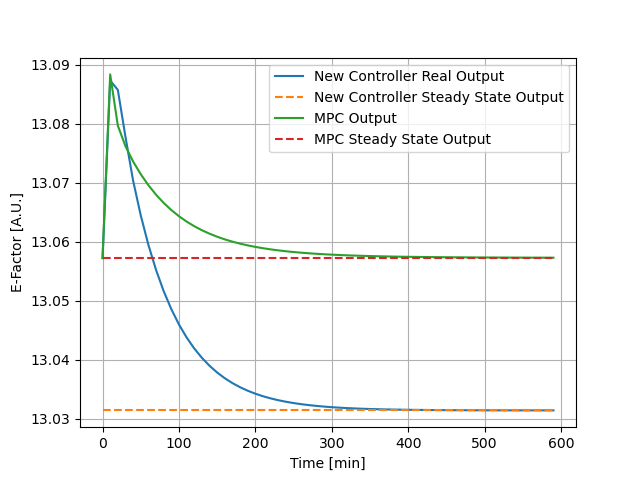 13.09
13.08
13.07
13.06
13.05
13.04
13.03
E-Factor [A.U.]
New Controller Real Output
New Controller Steady State Output
MPC Output
MPC Steady State Output
0 100 200 300 400 500 600
Time [min]